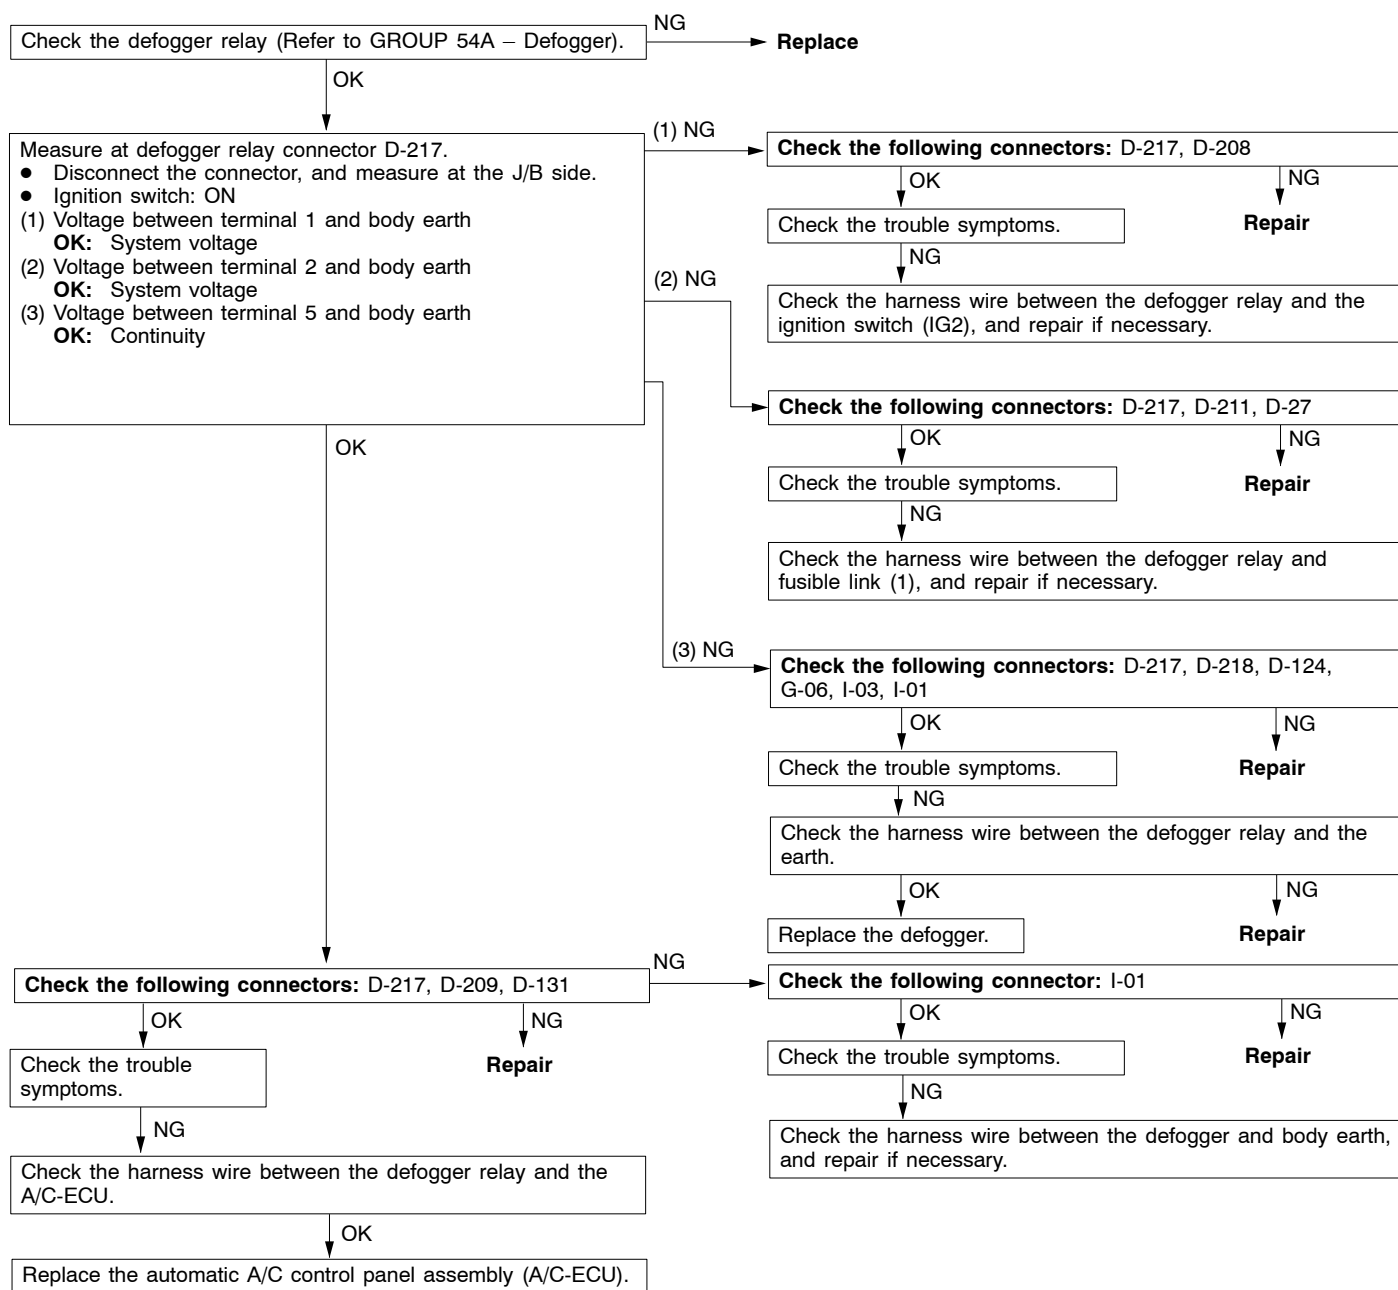 Check the defogger relay (Refer to GROUP 54A – Defogger).
NG
Replace
OK
Measure at defogger relay connector D-217.
● Disconnect the connector, and measure at the J/B side.
● Ignition switch: ON
(1) Voltage between terminal 1 and body earth
OK: System voltage
(2) Voltage between terminal 2 and body earth
OK: System voltage
(3) Voltage between terminal 5 and body earth
OK: Continuity
(1) NG
Check the following connectors: D-217, D-208
OK
NG
Check the trouble symptoms.
Repair
NG
Check the harness wire between the defogger relay and the
ignition switch (IG2), and repair if necessary.
(2) NG
Check the following connectors: D-217, D-211, D-27
OK
NG
Check the trouble symptoms.
Repair
NG
Check the harness wire between the defogger relay and
fusible link (1), and repair if necessary.
(3) NG
Check the following connectors: D-217, D-218, D-124,
G-06, I-03, I-01
OK
NG
Check the trouble symptoms.
Repair
NG
Check the harness wire between the defogger relay and the
earth.
OK
NG
Replace the defogger.
Repair
OK
Check the following connectors: D-217, D-209, D-131
NG
Check the following connector: I-01
OK
NG
Check the trouble symptoms.
Repair
NG
Check the harness wire between the defogger and body earth,
and repair if necessary.
OK
NG
Check the trouble
symptoms.
Repair
NG
Check the harness wire between the defogger relay and the
A/C-ECU.
OK
Replace the automatic A/C control panel assembly (A/C-ECU).